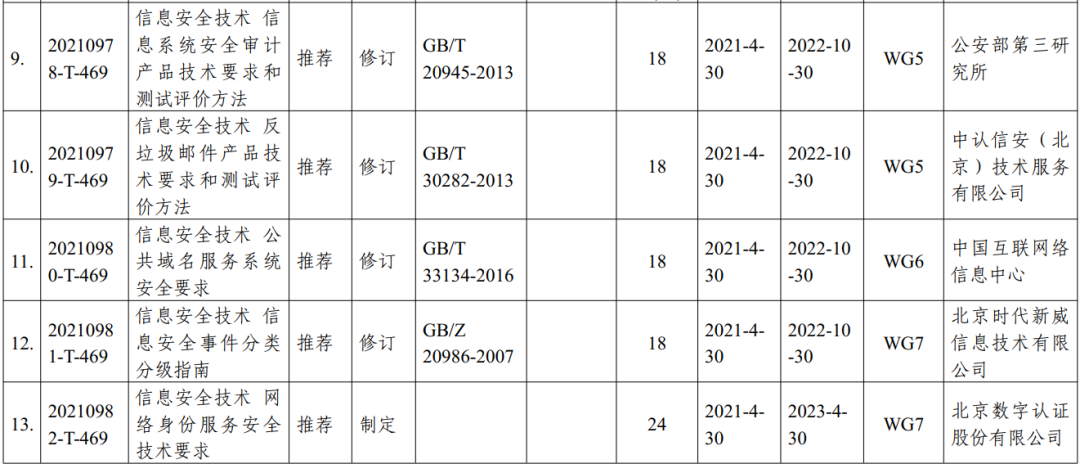 9.
2021097
8-T-469
信息安全技术 信
息系统安全审计
产品技术要求和
测试评价方法
推荐
修订
GB/T
20945-2013
18
2021-4-
30
2022-10
-30
WG5
公安部第三研
究所
10.
2021097
9-T-469
信息安全技术 反
垃圾邮件产品技
术要求和测试评
价方法
推荐
修订
GB/T
30282-2013
18
2021-4-
30
2022-10
-30
WG5
中认信安（北
京）技术服务
有限公司
11.
2021098
0-T-469
信息安全技术 公
共域名服务系统
安全要求
推荐
修订
GB/T
33134-2016
18
2021-4-
30
2022-10
-30
WG6
中国互联网络
信息中心
12.
2021098
1-T-469
信息安全技术 信
息安全事件分类
分级指南
推荐
修订
GB/Z
20986-2007
18
2021-4-
30
2022-10
-30
WG7
北京时代新威
信息技术有限
公司
13.
2021098
2-T-469
信息安全技术 网
络身份服务安全
技术要求
推荐
制定
24
2021-4-
30
2023-4-
30
WG7
北京数字认证
股份有限公司